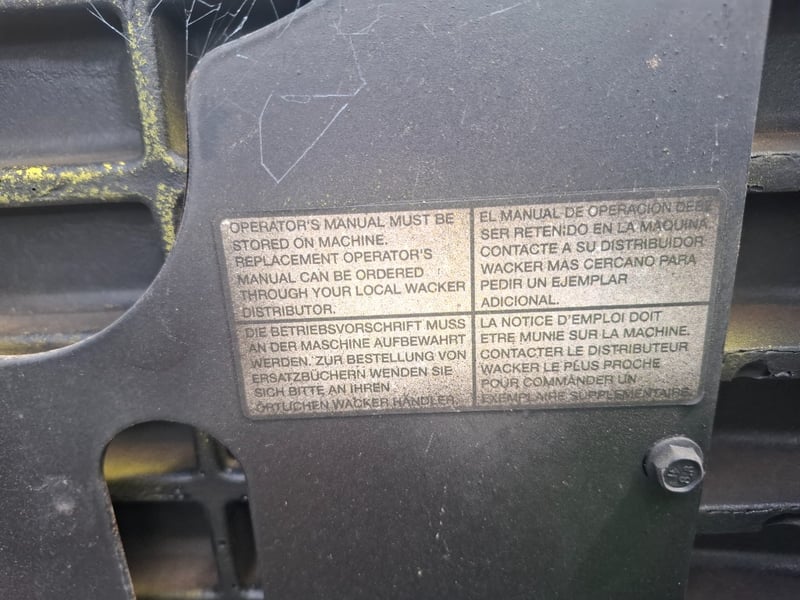 OPERATOR'S MANUAL MUST BE
STORED ON MACHINE.
REPLACEMENT OPERATOR'S
MANUAL CAN BE ORDERED
THROUGH YOUR LOCAL WACKER
DISTRIBUTOR.
EL MANUAL DE OPERACION DEBE
SER RETENIDO EN LA MAQUINA
CONTACTE A SU DISTRIBUIDOR
WACKER MAS CERCANO PARA
PEDIR UN EJEMPLAR
ADICIONAL.
DIE BETRIEBSVORSCHRIFT MUSS
AN DER MASCHINE AUFBEWAHRT
WERDEN. ZUR BESTELLUNG VON
ERSATZBÜCHERN WENDEN SIE
SICH BITTE AN IHREN
ÖRTLICHEN WACKER HÄNDLER.
LA NOTICE D'EMPLOI DOIT
ETRE MUNIE SUR LA MACHINE.
CONTACTER LE DISTRIBUTEUR
WACKER LE PLUS PROCHE
POUR COMMANDER UN
EXEMPLAIRE SUPPLEMENTAIRE.